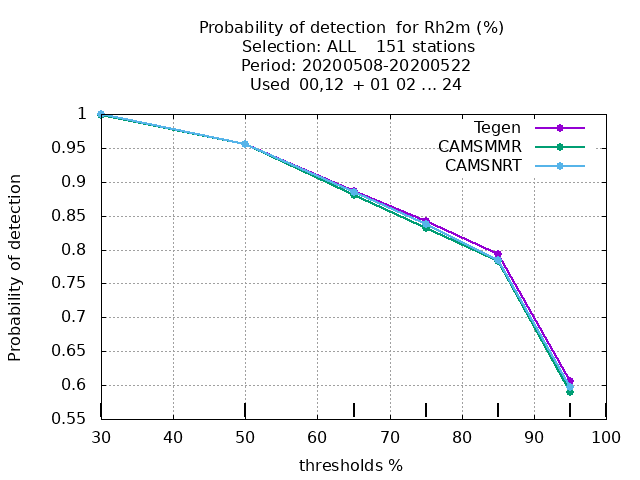 Probability of detection  for Rh2m (%)
Selection: ALL    151 stations
Period: 20200508-20200522
Used  00,12  + 01 02 ... 24
1
0.95
0.9
0.85
0.8
0.75
0.7
0.65
0.6
0.55
Probability of detection
Tegen
CAMSMMR
CAMSNRT
30 40 50 60 70 80 90 100
thresholds %